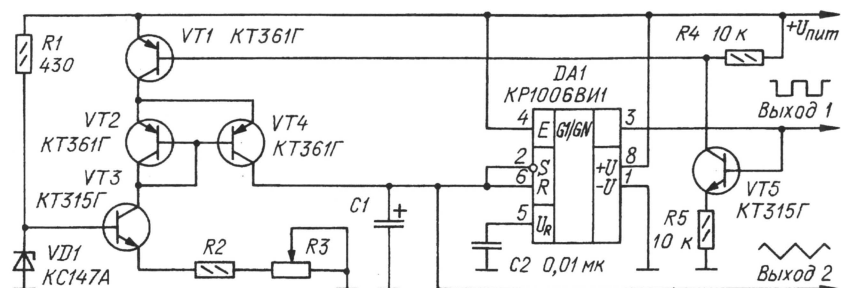 VT1 КТ361Г
R4 10 к
+Uпит
R1
430
DA1
КР1006ВИ1
Выход 1
VT2
КТ361Г
VT4
КТ361Г
4
E
G1/GN
3
2
S
6
R
+U
8
-U
1
5
UR
VT3
КТ315Г
C1
+
VT5
КТ315Г
R5
10 к
VD1
КС147А
R2
R3
C2 0,01 мк
Выход 2